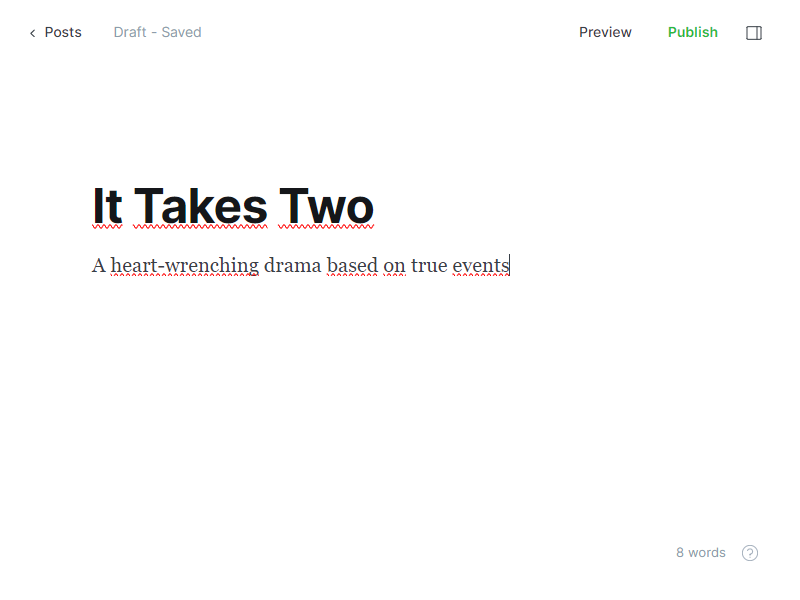 Posts
Draft - Saved
Preview
Publish
It Takes Two
A heart-wrenching drama based on true events
8 words
?